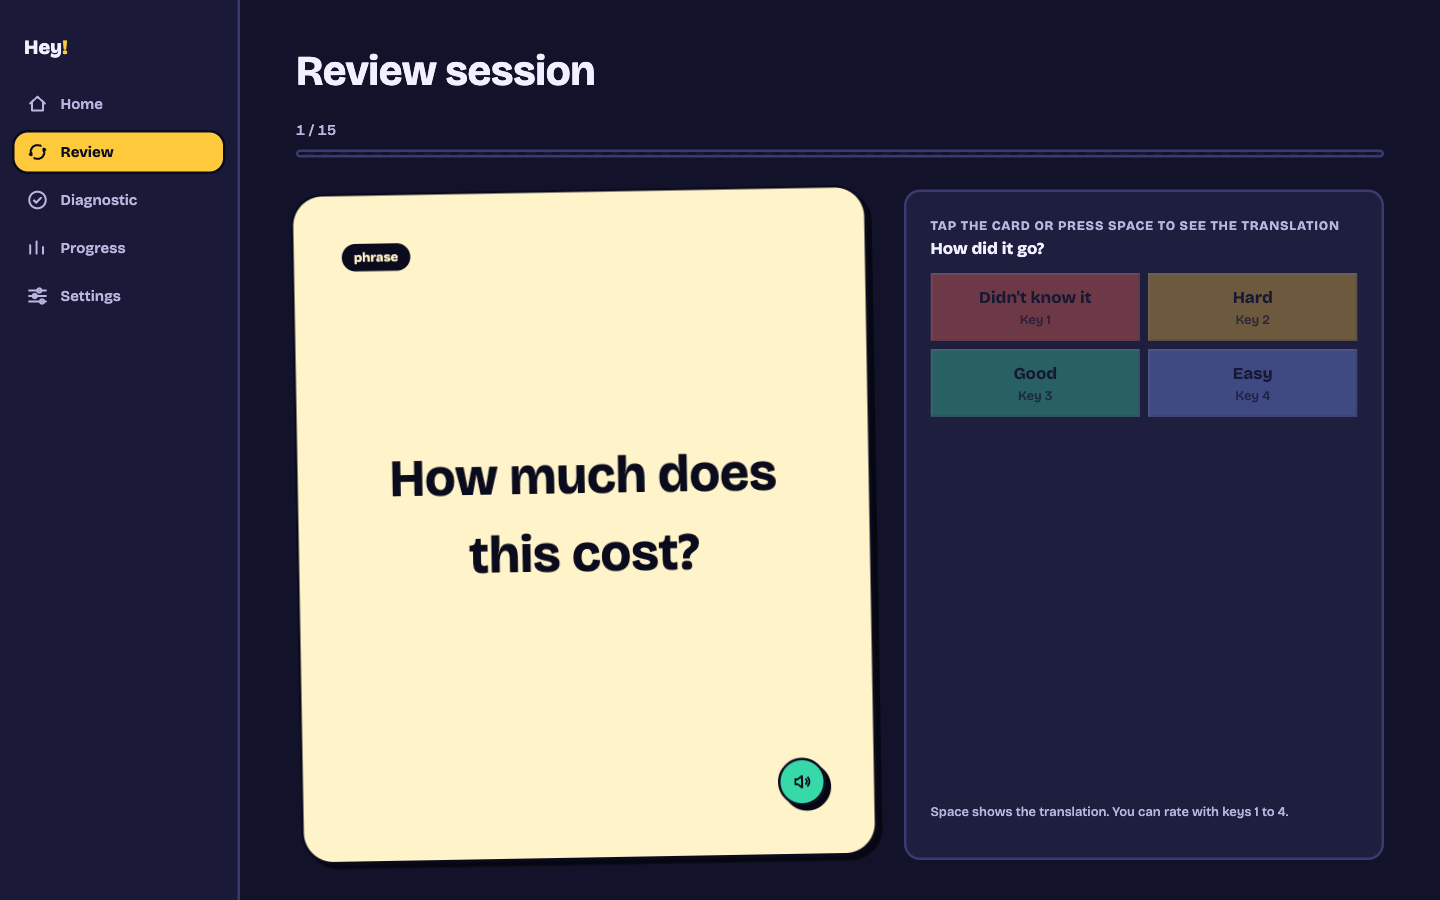 Hey!
Home
Review
Diagnostic
Progress
Settings
Review session
1 / 15
phrase
How much does
this cost?
TAP THE CARD OR PRESS SPACE TO SEE THE TRANSLATION
How did it go?
Didn't know it
Key 1
Hard
Key 2
Good
Key 3
Easy
Key 4
Space shows the translation. You can rate with keys 1 to 4.